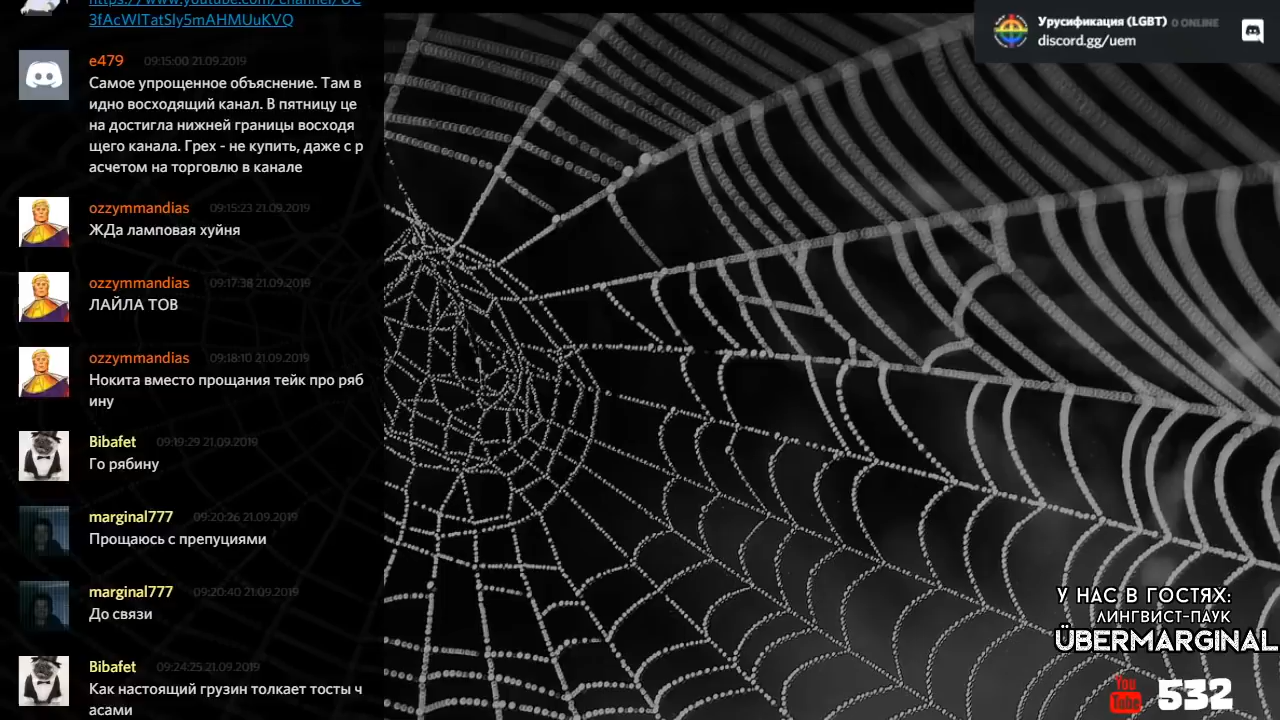 https://www.youtube.com/channel/UC
3fAcWlTatSly5mAHMUuKVQ
e479 09:15:00 21.09.2019
Самое упрощенное объяснение. Там в
идно восходящий канал. В пятницу це
на достигла нижней границы восходя
щего канала. Грех - не купить, даже с р
асчетом на торговлю в канале
ozzymmandias 09:15:23 21.09.2019
ЖДа ламповая хуйня
ozzymmandias 09:17:38 21.09.2019
ЛАЙЛА ТОВ
ozzymmandias 09:18:10 21.09.2019
Нокита вместо прощания тейк про ряб
ину
Bibafet 09:19:29 21.09.2019
Го рябину
marginal777 09:20:26 21.09.2019
Прощаюсь с препуциями
marginal777 09:20:40 21.09.2019
До связи
Bibafet 09:24:25 21.09.2019
Как настоящий грузин толкает тосты ч
асами
Урусификация (LGBT) 0 ONLINE
discord.gg/uem
У НАС В ГОСТЯХ:
ЛИНГВИСТ-ПАУК
ÜBERMARGINAL
You
Tube 532